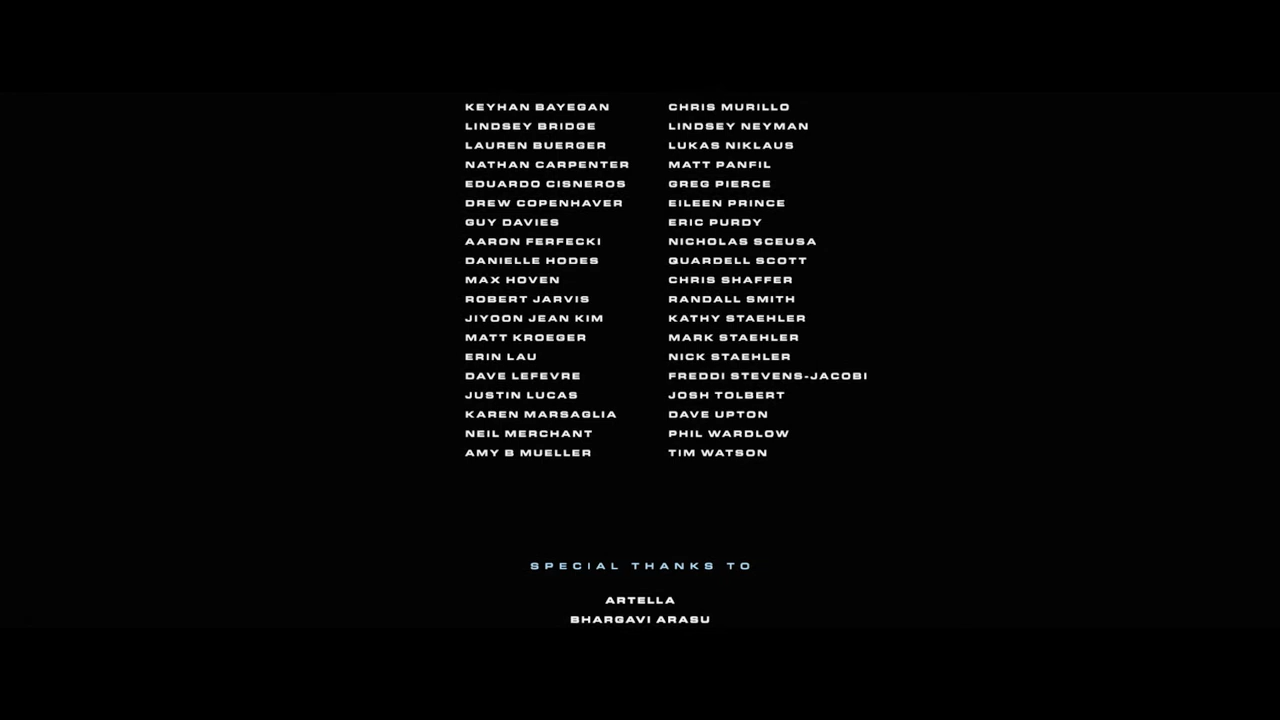 KEYHAN BAYEGAN CHRIS MURILLO
LINDSEY BRIDGE LINDSEY NEYMAN
LAUREN BUERGER LUKAS NIKLAUS
NATHAN CARPENTER MATT PANFIL
EDUARDO CISNEROS GREG PIERCE
DREW COPENHAVER EILEEN PRINCE
GUY DAVIES ERIC PURDY
AARON FERFECKI NICHOLAS SCEUSA
DANIELLE HODES QUARDELL SCOTT
MAX HOVEN CHRIS SHAFFER
ROBERT JARVIS RANDALL SMITH
JIYOON JEAN KIM KATHY STAEHLER
MATT KROEGER MARK STAEHLER
ERIN LAU NICK STAEHLER
DAVE LEFEVRE FREDDI STEVENS-JACOBI
JUSTIN LUCAS JOSH TOLBERT
KAREN MARSAGLIA DAVE UPTON
NEIL MERCHANT PHIL WARDLOW
AMY B MUELLER TIM WATSON
SPECIAL THANKS TO
ARTELLA
BHARGAVI ARASU